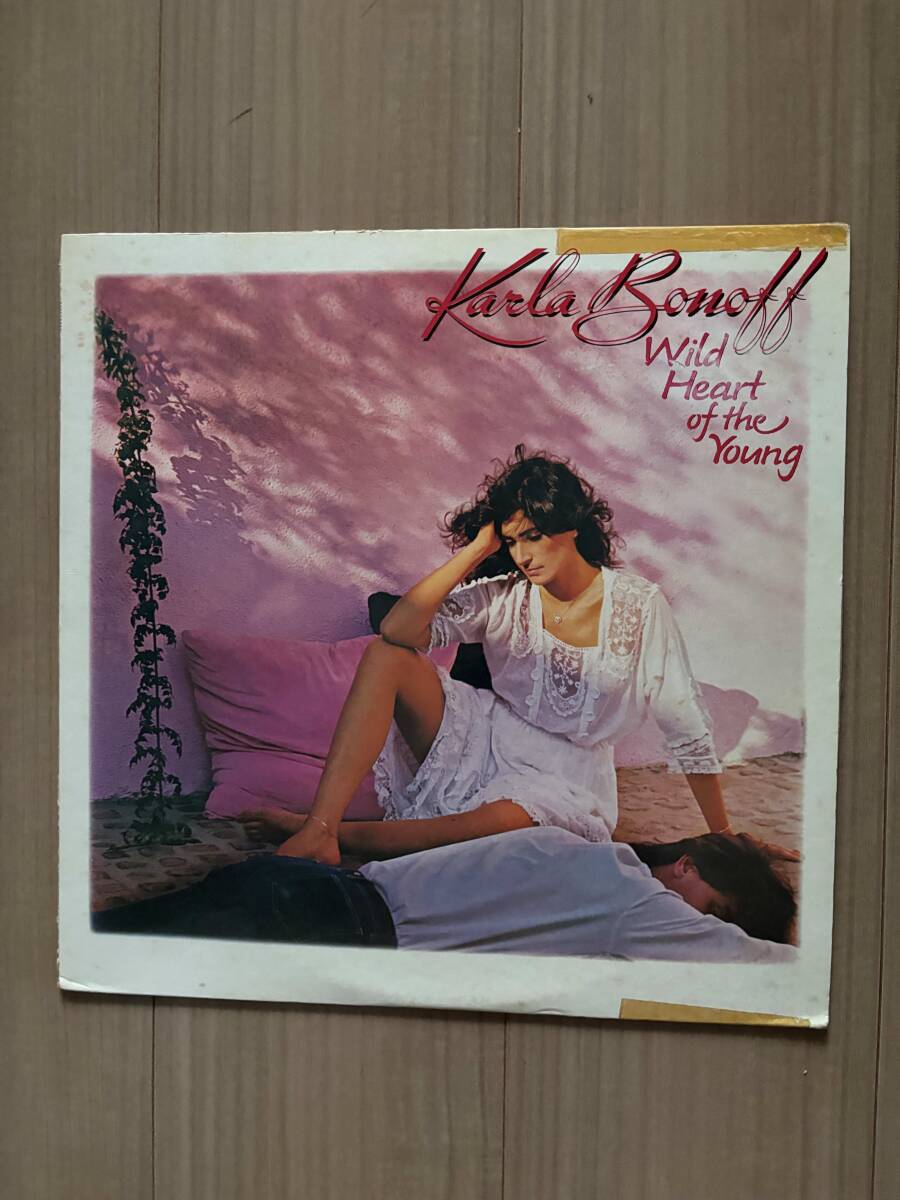 Karla Bonoff
Wild
Heart
of the
Young